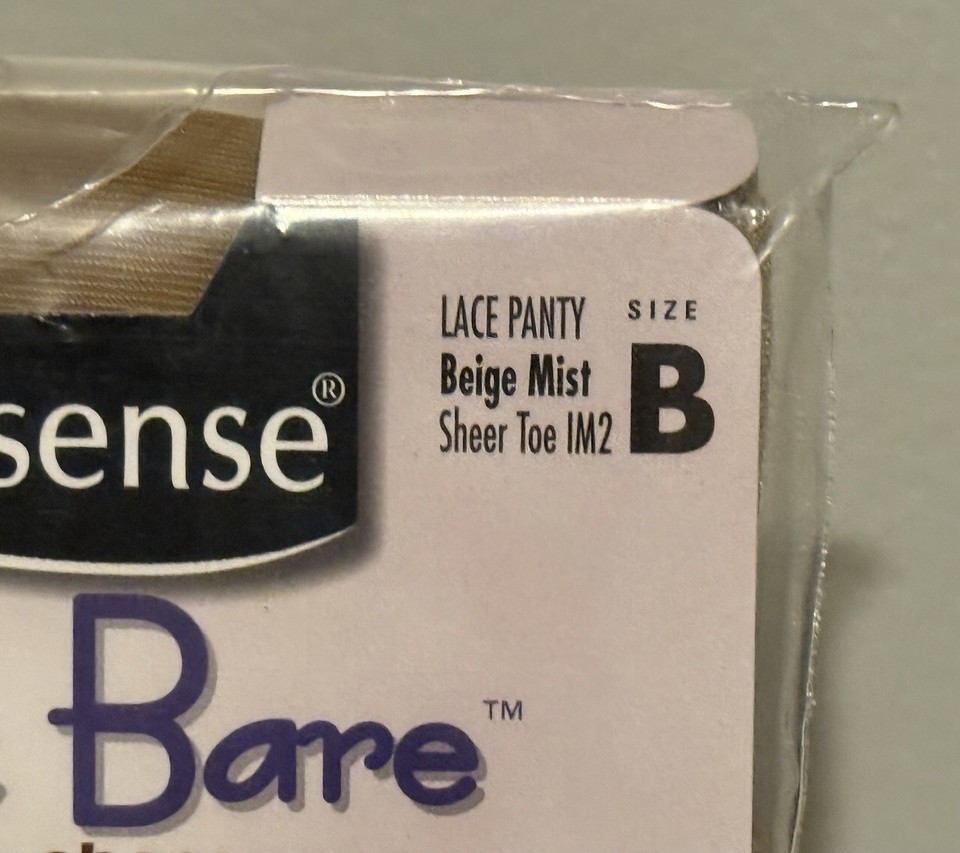 LACE PANTY
Beige Mist
Sheer Toe IM2
SIZE
B
sense®
Bare™